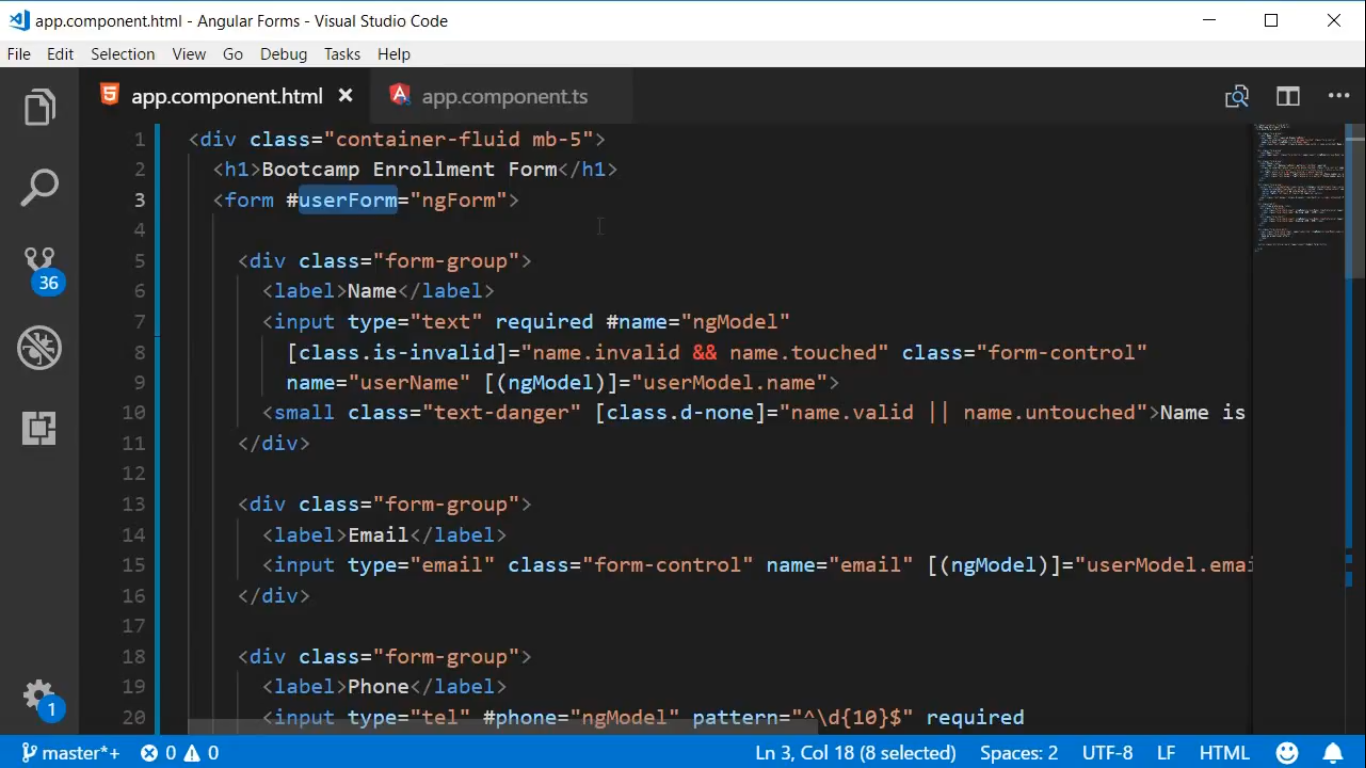 app.component.html - Angular Forms - Visual Studio Code
File Edit Selection View Go Debug Tasks Help
app.component.html app.component.ts
1 <div class="container-fluid mb-5">
2 <h1>Bootcamp Enrollment Form</h1>
3 <form #userForm="ngForm">
4
5 <div class="form-group">
6 <label>Name</label>
7 <input type="text" required #name="ngModel"
8 [class.is-invalid]="name.invalid && name.touched" class="form-control"
9 name="userName" [(ngModel)]="userModel.name">
10 <small class="text-danger" [class.d-none]="name.valid || name.untouched">Name is
11 </div>
12
13 <div class="form-group">
14 <label>Email</label>
15 <input type="email" class="form-control" name="email" [(ngModel)]="userModel.emai
16 </div>
17
18 <div class="form-group">
19 <label>Phone</label>
20 <input type="tel" #phone="ngModel" pattern="^\d{10}$" required
36
1
master*+ 0 0 Ln 3, Col 18 (8 selected) Spaces: 2 UTF-8 LF HTML